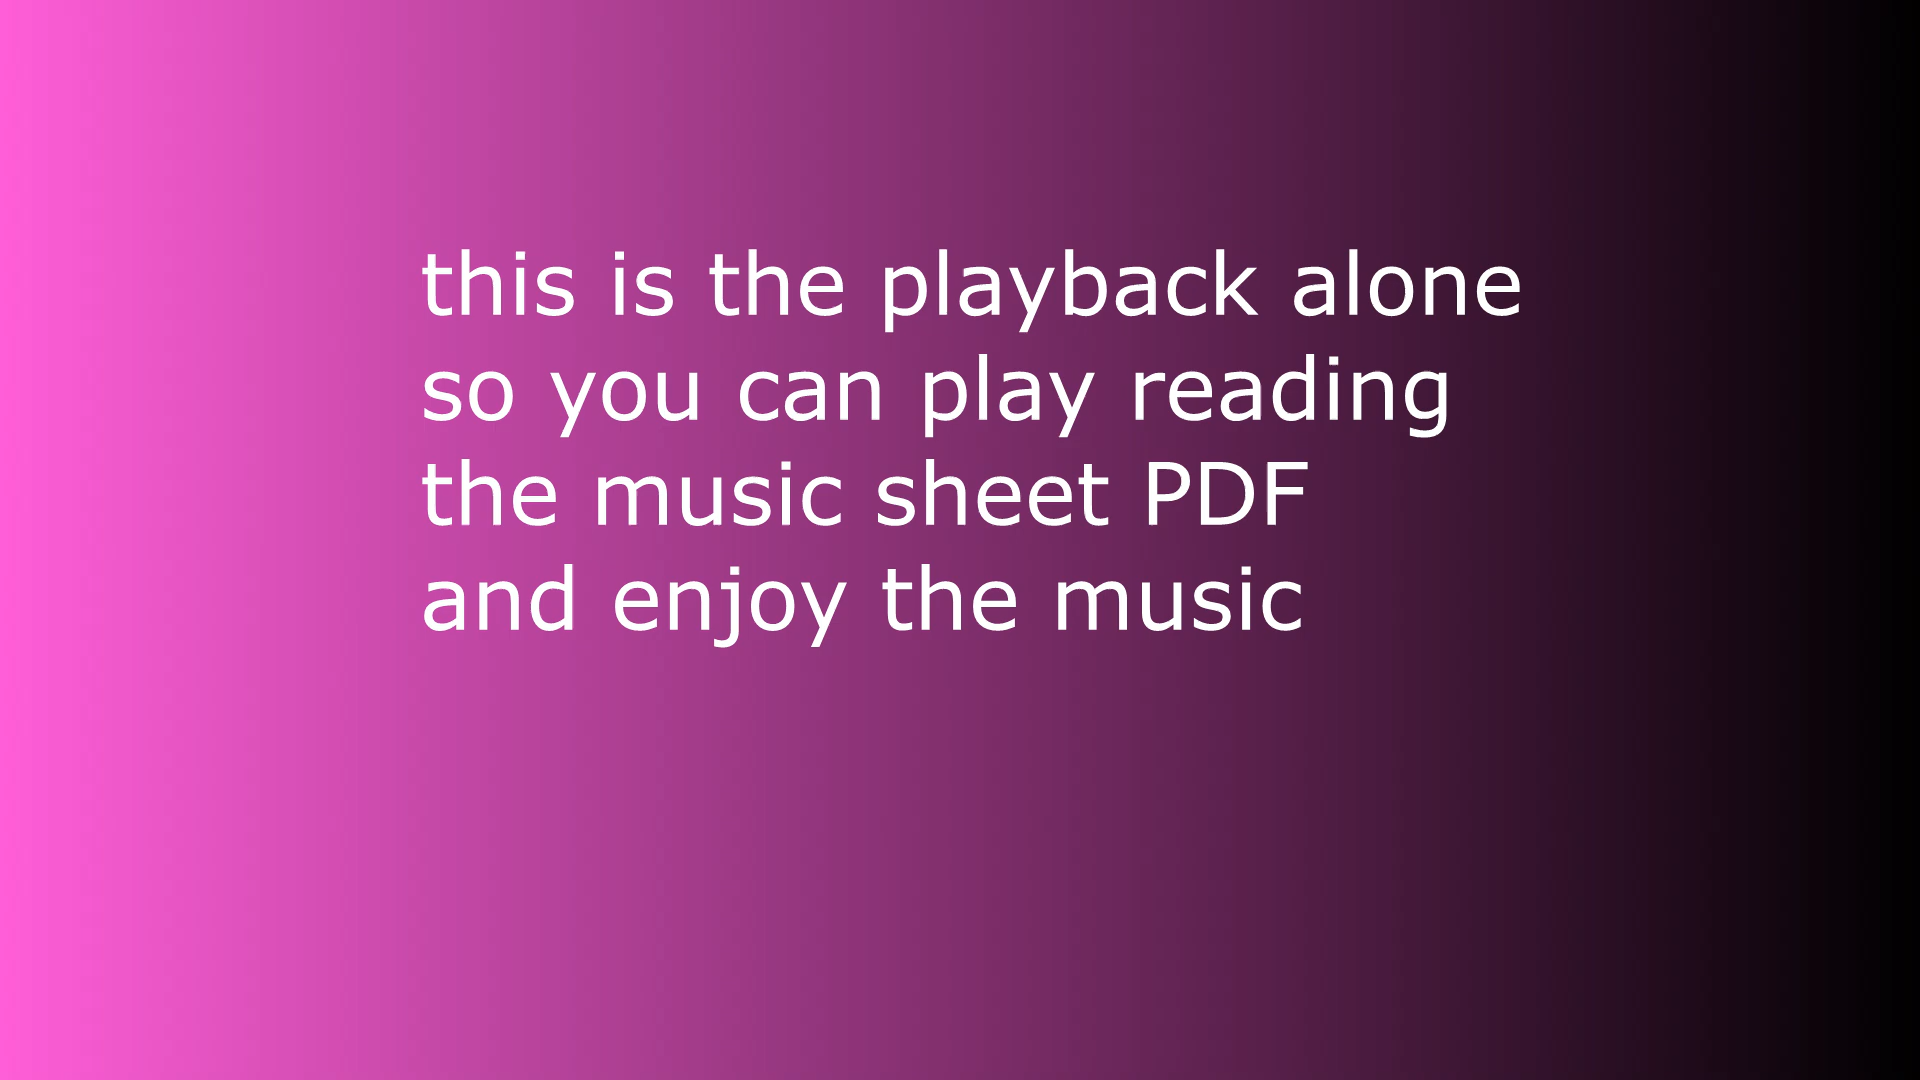 this is the playback alone
so you can play reading
the music sheet PDF
and enjoy the music